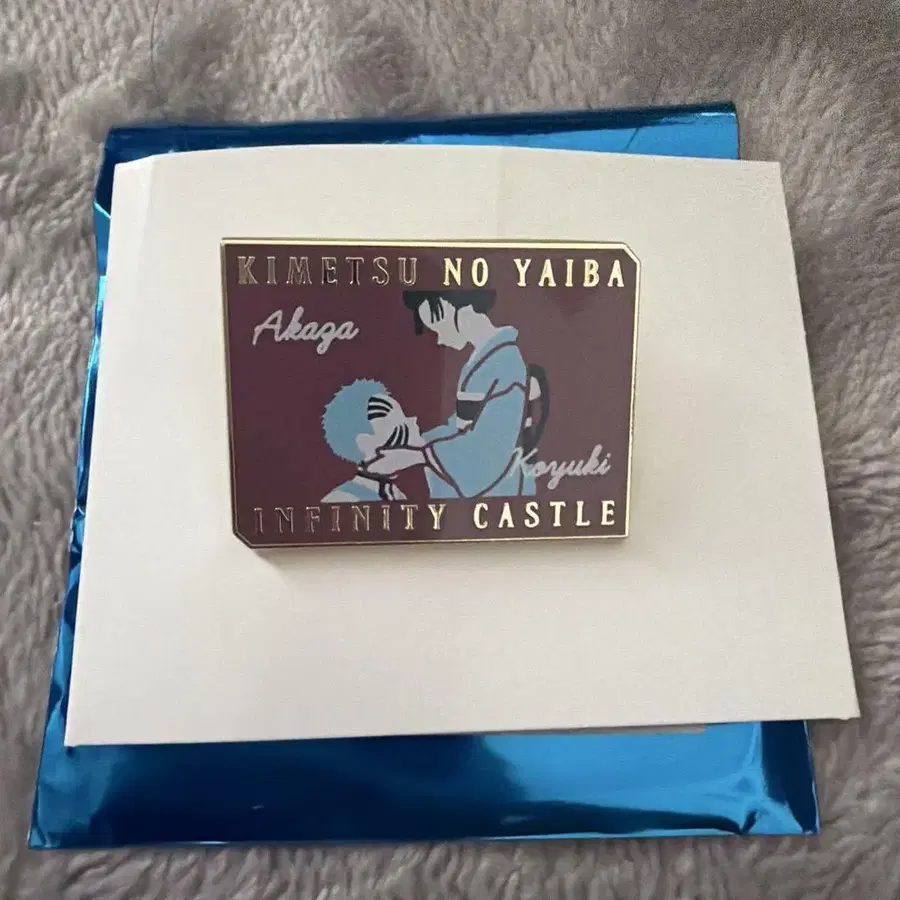 KIMETSU NO YAIBA
Akaza
Koyuki
INFINITY CASTLE